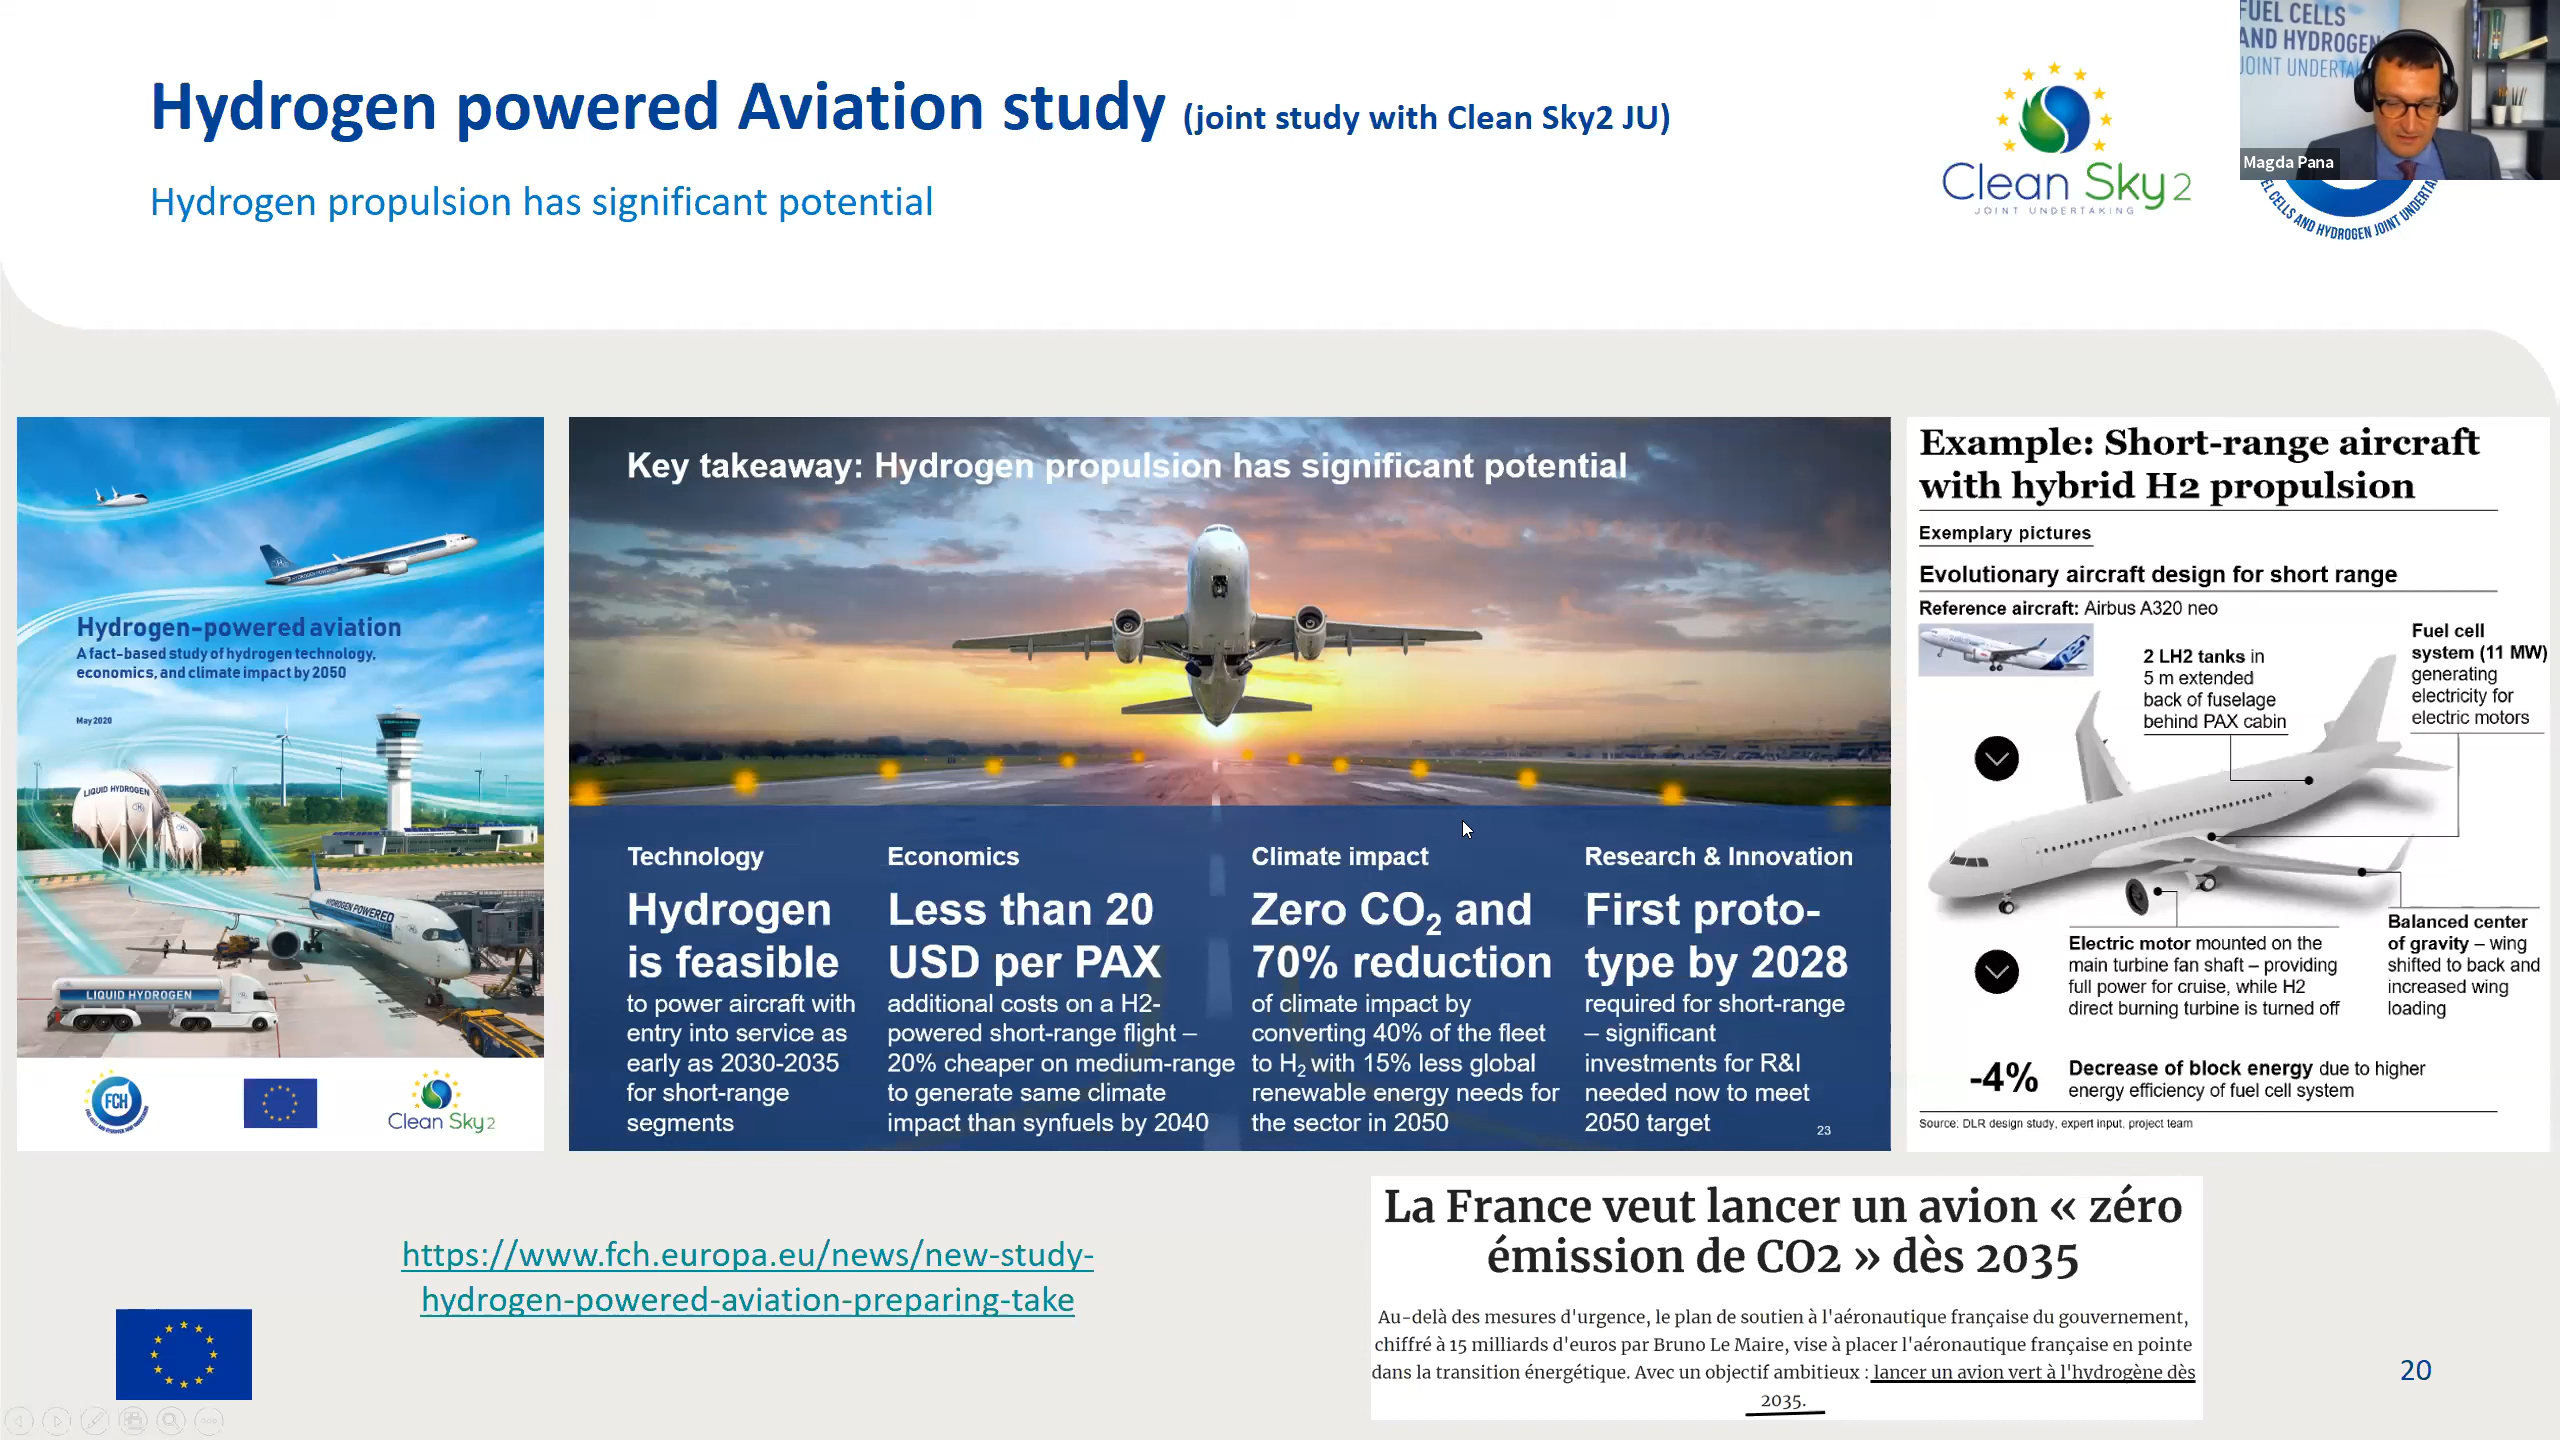 Hydrogen powered Aviation study (joint study with Clean Sky2 JU)
Hydrogen propulsion has significant potential
Clean Sky2
JOINT UNDERTAKING
FUEL CELLS
AND HYDROGEN
JOINT UNDERTAK
Magda Pana
EL CELLS AND HYDROGEN JOINT UNDERTA
Hydrogen-powered aviation
A fact-based study of hydrogen technology,
economics, and climate impact by 2050
May 2020
LIQUID HYDROGEN
HYDROGEN POWERED
LIQUID HYDROGEN
FCH
Clean Sky2
Key takeaway: Hydrogen propulsion has significant potential
Technology
Hydrogen
is feasible
to power aircraft with
entry into service as
early as 2030-2035
for short-range
segments
Economics
Less than 20
USD per PAX
additional costs on a H2-
powered short-range flight –
20% cheaper on medium-range
to generate same climate
impact than synfuels by 2040
Climate impact
Zero CO2 and
70% reduction
of climate impact by
converting 40% of the fleet
to H2 with 15% less global
renewable energy needs for
the sector in 2050
Research & Innovation
First proto-
type by 2028
required for short-range
– significant
investments for R&I
needed now to meet
2050 target
23
Example: Short-range aircraft
with hybrid H2 propulsion
Exemplary pictures
Evolutionary aircraft design for short range
Reference aircraft: Airbus A320 neo
2 LH2 tanks in
5 m extended
back of fuselage
behind PAX cabin
Fuel cell
system (11 MW)
generating
electricity for
electric motors
Electric motor mounted on the
main turbine fan shaft – providing
full power for cruise, while H2
direct burning turbine is turned off
Balanced center
of gravity – wing
shifted to back and
increased wing
loading
-4%
Decrease of block energy due to higher
energy efficiency of fuel cell system
Source: DLR design study, expert input, project team
https://www.fch.europa.eu/news/new-study-
hydrogen-powered-aviation-preparing-take
La France veut lancer un avion « zéro
émission de CO2 » dès 2035
Au-delà des mesures d'urgence, le plan de soutien à l'aéronautique française du gouvernement,
chiffré à 15 milliards d'euros par Bruno Le Maire, vise à placer l'aéronautique française en pointe
dans la transition énergétique. Avec un objectif ambitieux : lancer un avion vert à l'hydrogène dès
2035.
20